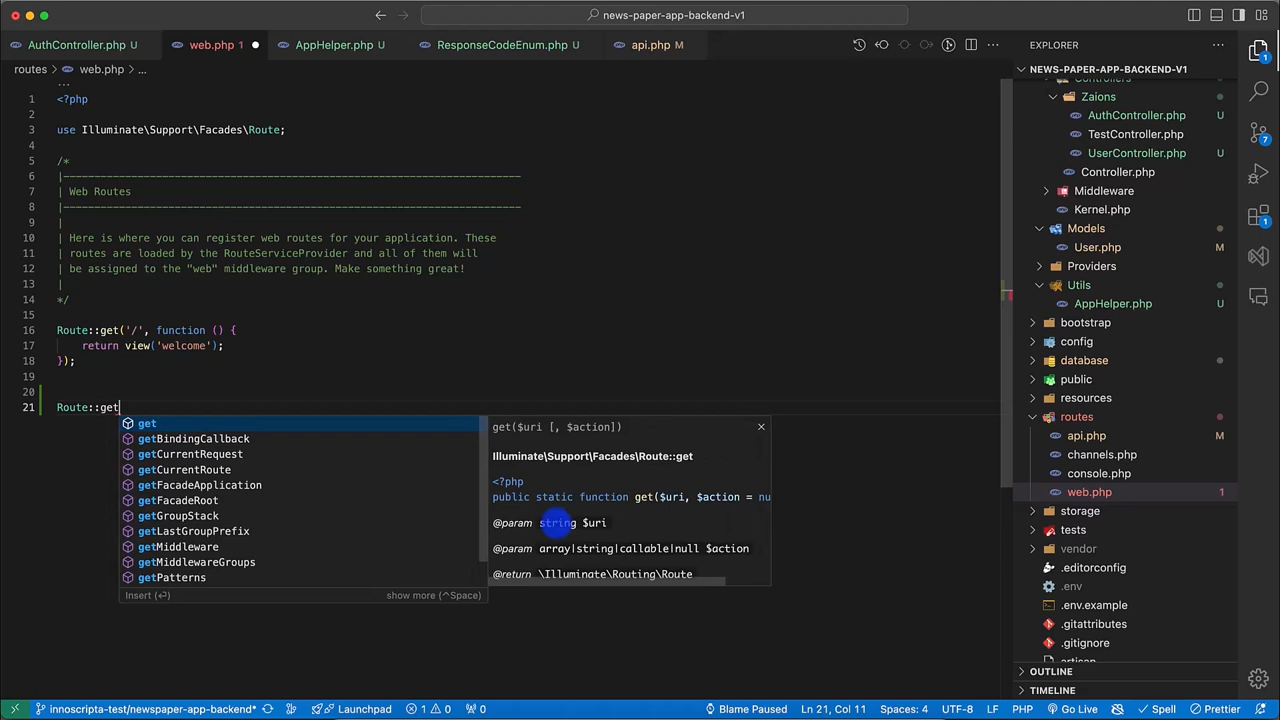 news-paper-app-backend-v1
AuthController.php U
web.php 1
AppHelper.php U
ResponseCodeEnum.php U
api.php M
routes > web.php > ...
...
1 <?php
2
3 use Illuminate\Support\Facades\Route;
4
5 /*
6 |--------------------------------------------------------------------------
7 | Web Routes
8 |--------------------------------------------------------------------------
9 |
10 | Here is where you can register web routes for your application. These
11 | routes are loaded by the RouteServiceProvider and all of them will
12 | be assigned to the "web" middleware group. Make something great!
13 |
14 */
15
16 Route::get('/', function () {
17 return view('welcome');
18 });
19
20
21 Route::get
get
getBindingCallback
getCurrentRequest
getCurrentRoute
getFacadeApplication
getFacadeRoot
getGroupStack
getLastGroupPrefix
getMiddleware
getMiddlewareGroups
getPatterns
Insert (⏎) show more (^Space)
get($uri [, $action])
Illuminate\Support\Facades\Route::get
<?php
public static function get($uri, $action = nu
@param string $uri
@param array|string|callable|null $action
@return \Illuminate\Routing\Route
EXPLORER
NEWS-PAPER-APP-BACKEND-V1
Controllers
Zaions
AuthController.php U
TestController.php
UserController.php U
Controller.php
Middleware
Kernel.php
Models
User.php M
Providers
Utils
AppHelper.php U
bootstrap
config
database
public
resources
routes
api.php M
channels.php
console.php
web.php 1
storage
tests
vendor
.editorconfig
.env
.env.example
.gitattributes
.gitignore
artisan
OUTLINE
TIMELINE
1
7
1
innoscripta-test/newspaper-app-backend* Launchpad 1 0 0 Blame Paused Ln 21, Col 11 Spaces: 4 UTF-8 LF PHP Go Live Spell Prettier